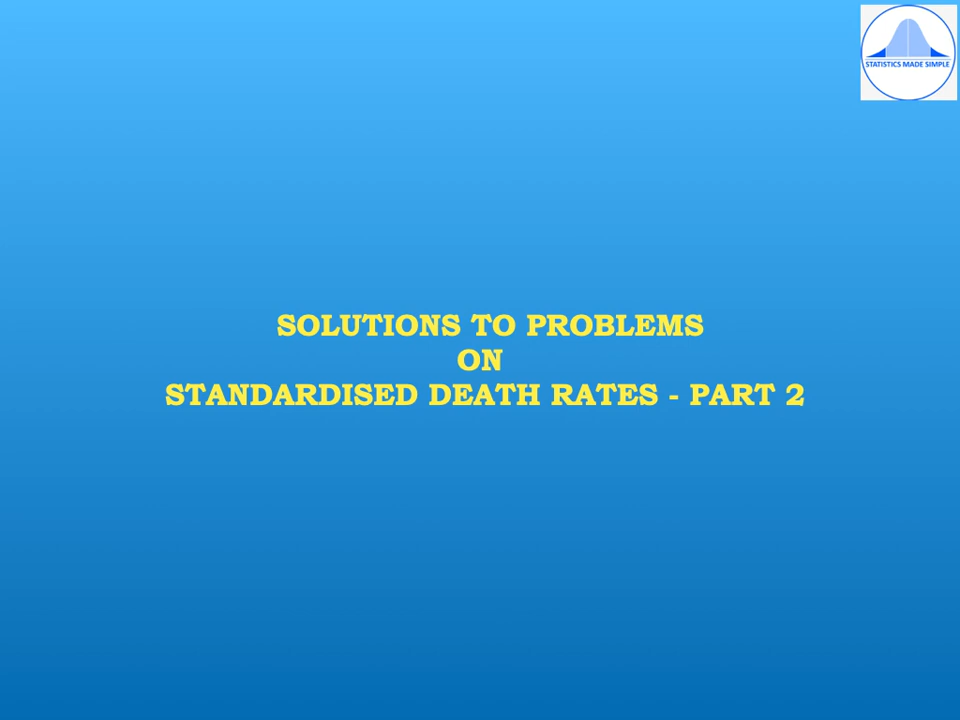 STATISTICS MADE SIMPLE
SOLUTIONS TO PROBLEMS
ON
STANDARDISED DEATH RATES - PART 2